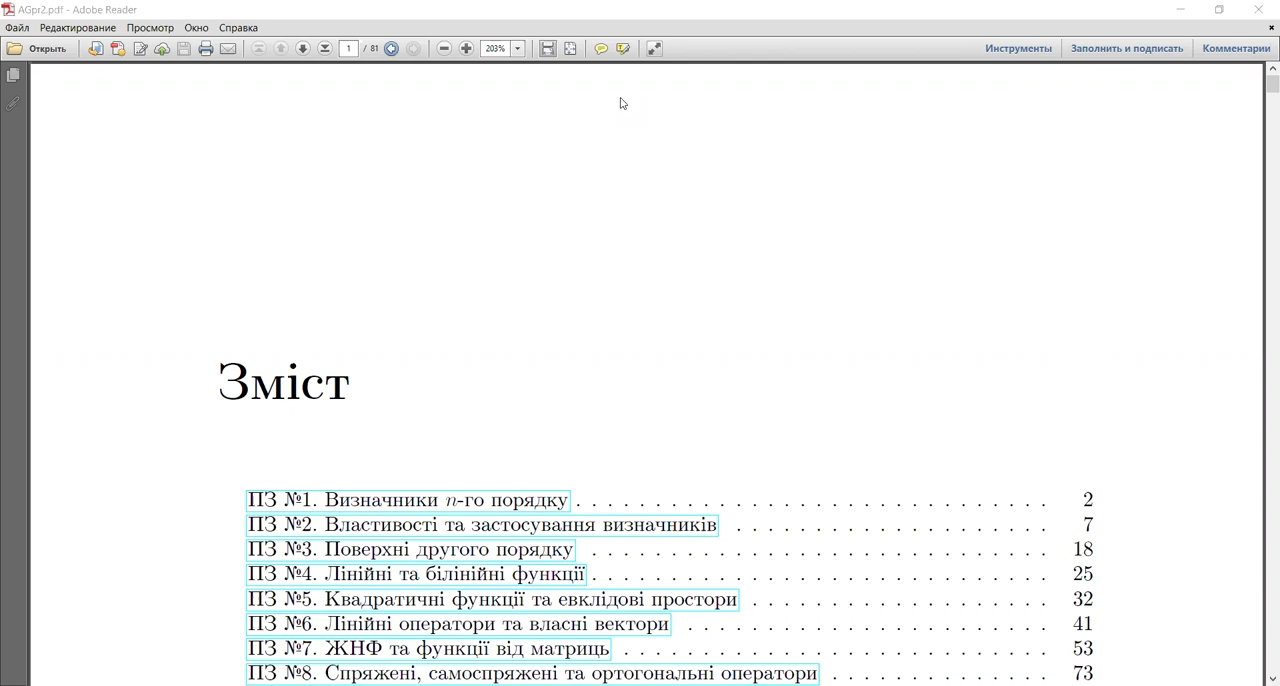 AGpr2.pdf - Adobe Reader
Файл Редактирование Просмотр Окно Справка
Открыть 1 / 81 203% Инструменты Заполнить и подписать Комментарии
Зміст
ПЗ №1. Визначники n-го порядку . . . . . . . . . . . . . . . . . . . . . . . . . . . . . . 2
ПЗ №2. Властивості та застосування визначників . . . . . . . . . . . . . . . . . . . . 7
ПЗ №3. Поверхні другого порядку . . . . . . . . . . . . . . . . . . . . . . . . . . . . . 18
ПЗ №4. Лінійні та білінійні функції . . . . . . . . . . . . . . . . . . . . . . . . . . . . . 25
ПЗ №5. Квадратичні функції та евклідові простори . . . . . . . . . . . . . . . . . . . 32
ПЗ №6. Лінійні оператори та власні вектори . . . . . . . . . . . . . . . . . . . . . . . 41
ПЗ №7. ЖНФ та функції від матриць . . . . . . . . . . . . . . . . . . . . . . . . . . . 53
ПЗ №8. Спряжені, самоспряжені та ортогональні оператори . . . . . . . . . . . . . . 73